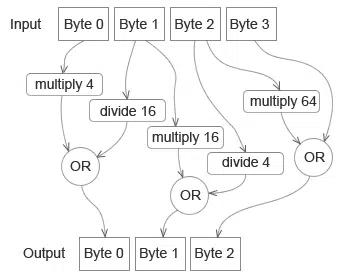 Input Byte 0 Byte 1 Byte 2 Byte 3
multiply 4
divide 16
multiply 64
multiply 16
divide 4
OR
OR
OR
Output Byte 0 Byte 1 Byte 2